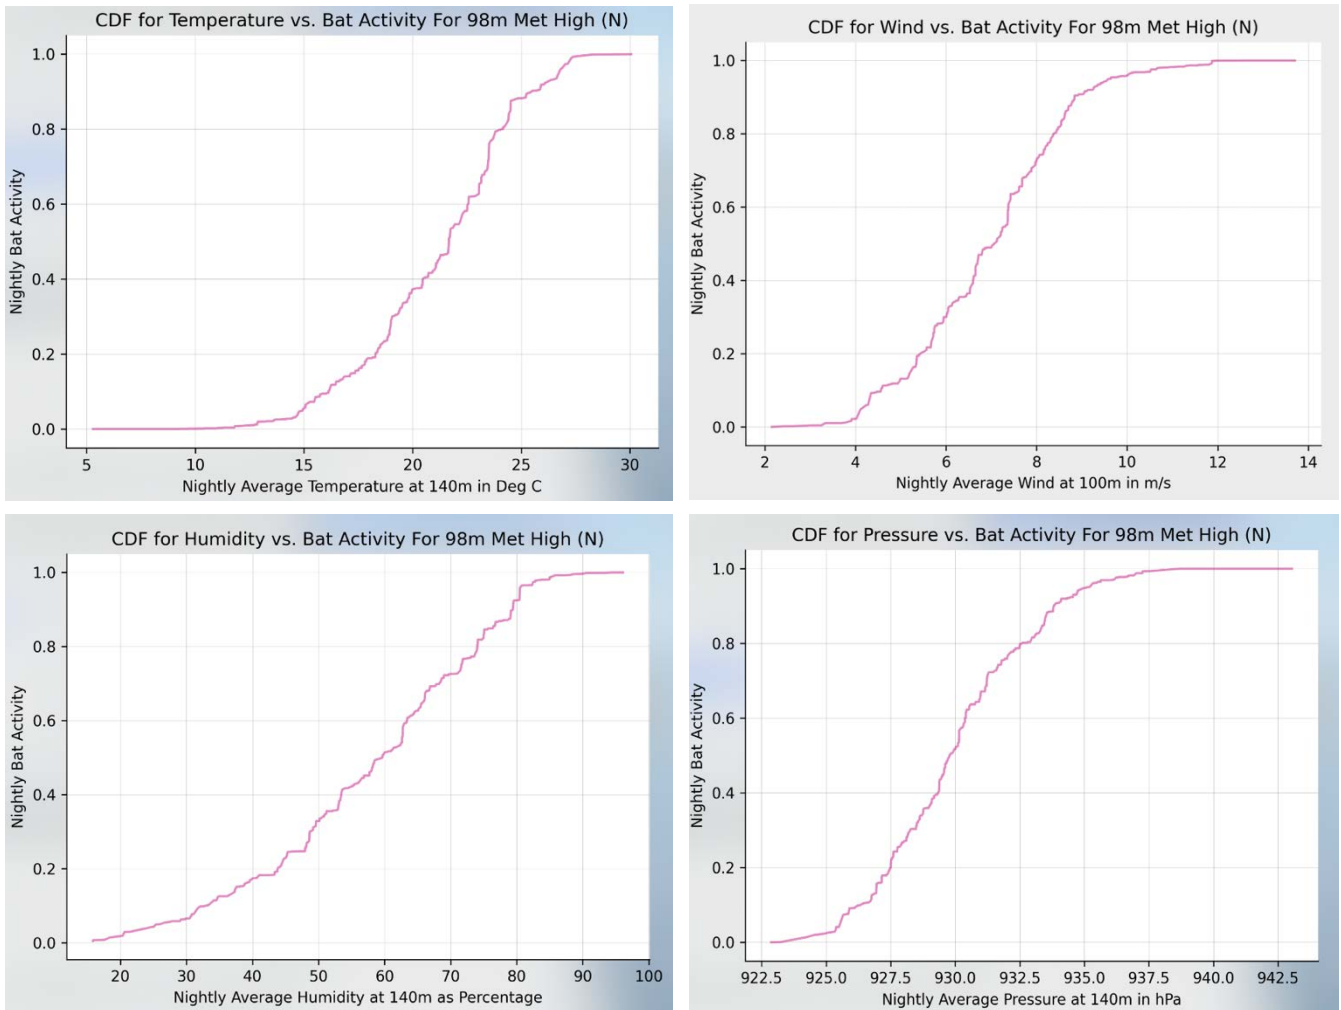 CDF for Temperature vs. Bat Activity For 98m Met High (N)
1.0
0.8
0.6
0.4
0.2
0.0
Nightly Bat Activity
5 10 15 20 25 30
Nightly Average Temperature at 140m in Deg C
CDF for Wind vs. Bat Activity For 98m Met High (N)
1.0
0.8
0.6
0.4
0.2
0.0
Nightly Bat Activity
2 4 6 8 10 12 14
Nightly Average Wind at 100m in m/s
CDF for Humidity vs. Bat Activity For 98m Met High (N)
1.0
0.8
0.6
0.4
0.2
0.0
Nightly Bat Activity
20 30 40 50 60 70 80 90 100
Nightly Average Humidity at 140m as Percentage
CDF for Pressure vs. Bat Activity For 98m Met High (N)
1.0
0.8
0.6
0.4
0.2
0.0
Nightly Bat Activity
922.5 925.0 927.5 930.0 932.5 935.0 937.5 940.0 942.5
Nightly Average Pressure at 140m in hPa